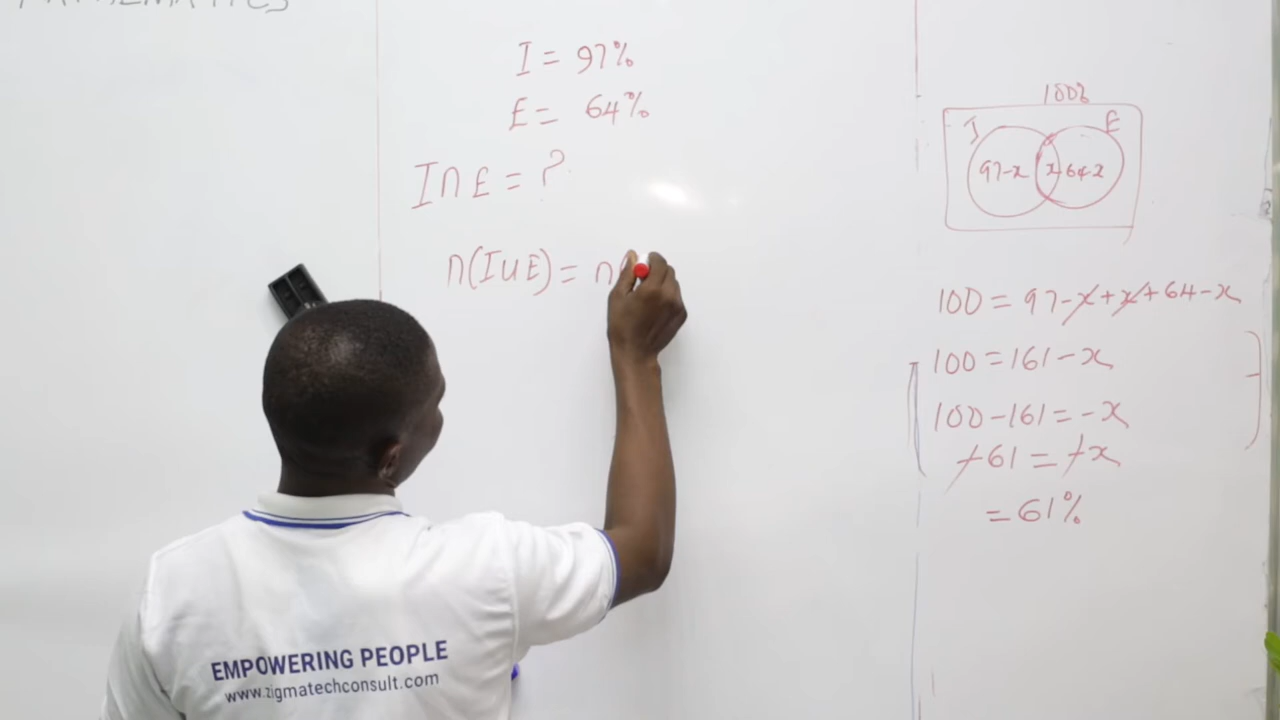 MATHEMATICS
I = 97%
E = 64%
I∩E = ?
n(I∪E) = n(
100%
I E
97-x x 64-x
100 = 97-x+x+64-x
100 = 161-x
100-161 = -x
-61 = -x
= 61%
EMPOWERING PEOPLE
www.zigmatechconsult.com